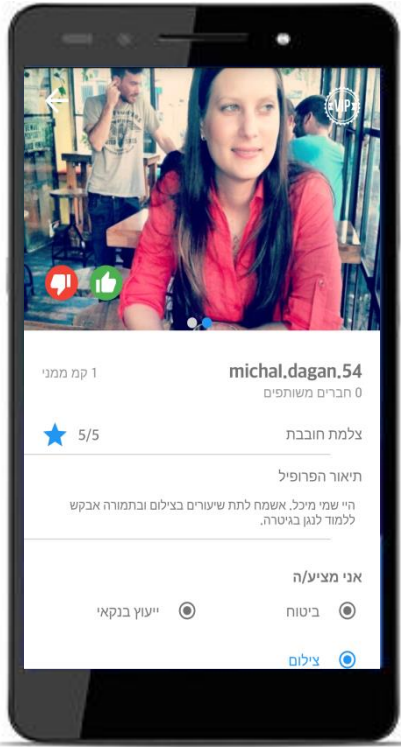 VIP
michal,dagan,54
1 קמ ממני
0 חברים משותפים
צלמת חובבת
5/5
תיאור הפרופיל
היי שמי מיכל. אשמח לתת שיעורים בצילום ובתמורה אבקש
ללמוד לנגן בגיטרה.
אני מציע/ה
ביטוח
ייעוץ בנקאי
צילום